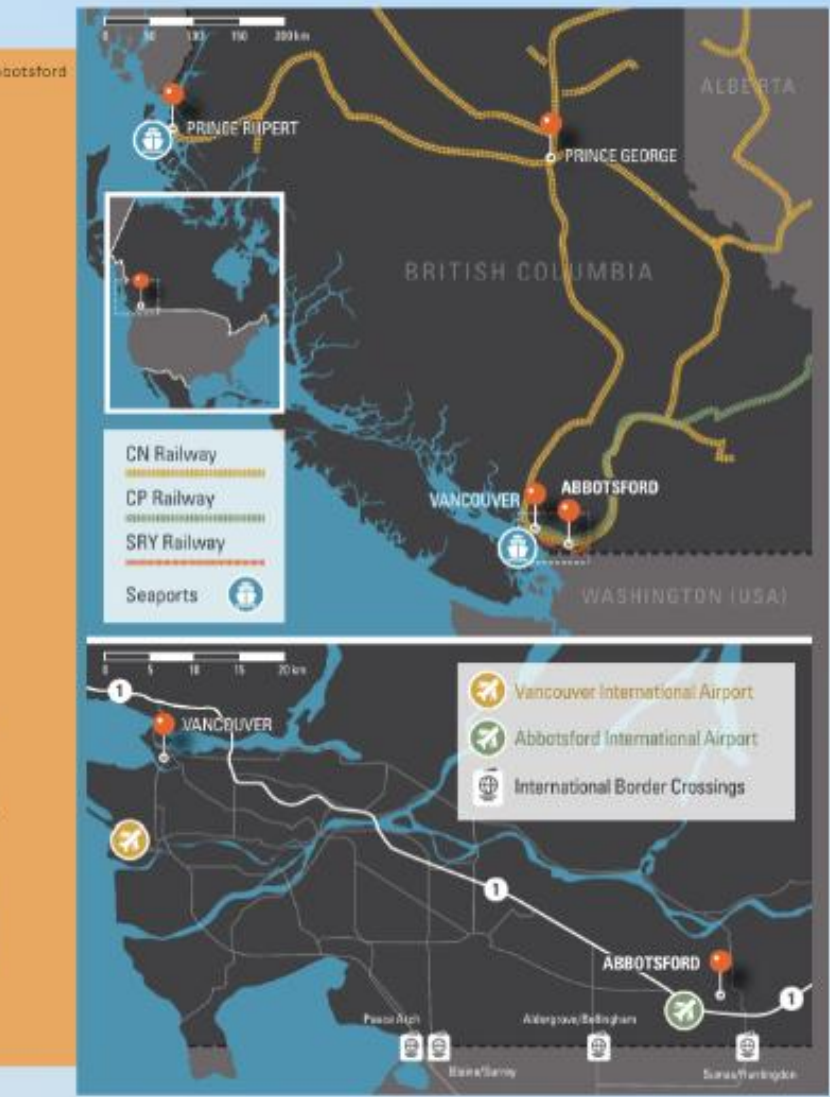 bbotsford
0 50 100 150 200 km
ALBERTA
PRINCE RUPERT
PRINCE GEORGE
BRITISH COLUMBIA
CN Railway
CP Railway
SRY Railway
Seaports
VANCOUVER
ABBOTSFORD
WASHINGTON (USA)
0 5 10 15 20 km
1
VANCOUVER
Vancouver International Airport
Abbotsford International Airport
International Border Crossings
1
ABBOTSFORD
1
Peace Arch
Aldergrove/Bellingham
Blaine/Surrey
Sumas/Huntingdon